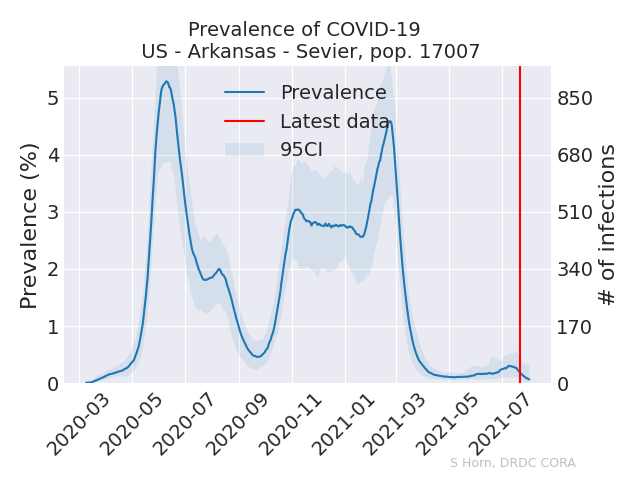 Prevalence of COVID-19
US - Arkansas - Sevier, pop. 17007
Prevalence
Latest data
95CI
Prevalence (%)
5
4
3
2
1
0
# of infections
850
680
510
340
170
0
2020-03
2020-05
2020-07
2020-09
2020-11
2021-01
2021-03
2021-05
2021-07
S Horn, DRDC CORA